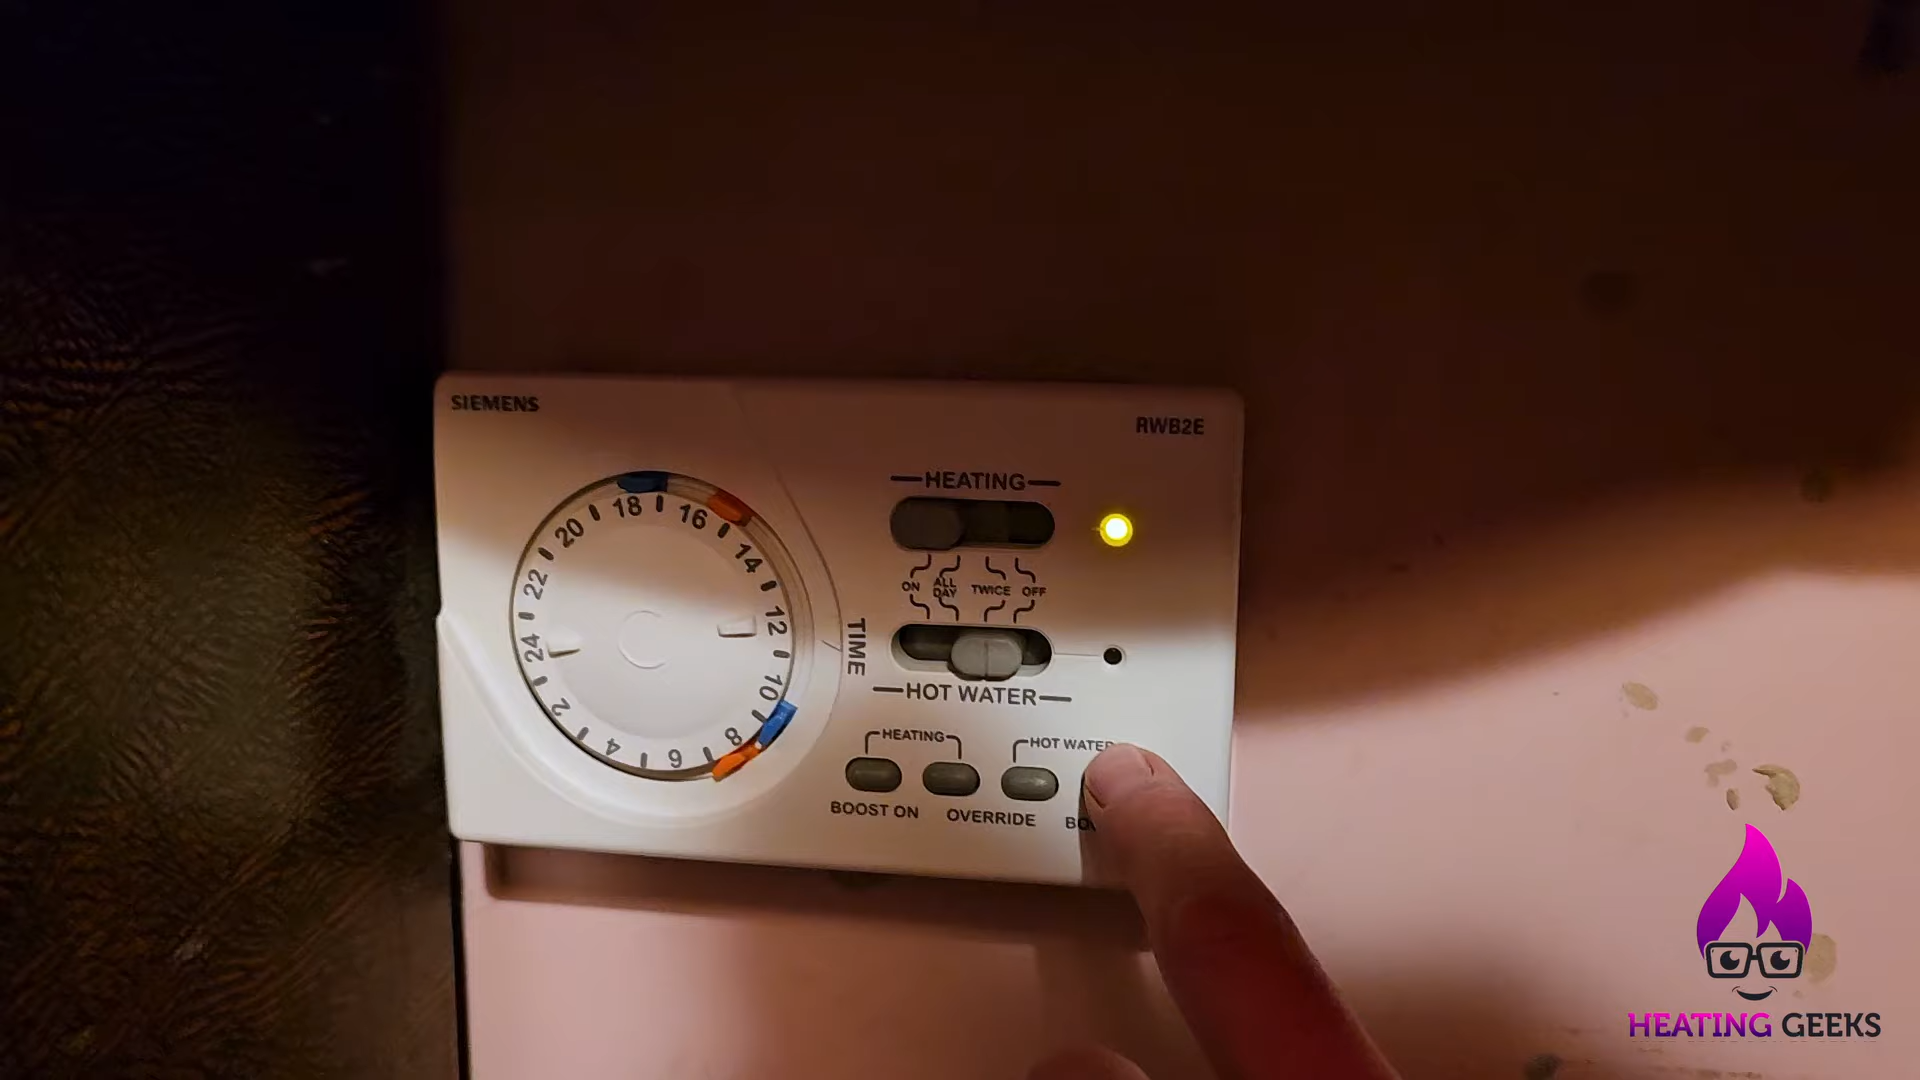 SIEMENS
RWB2E
HEATING
ON ALL DAY TWICE OFF
HOT WATER
TIME
18 16 14 12 10 8 6 4 2 24 22 20
HEATING
HOT WATER
BOOST ON
OVERRIDE
HEATING GEEKS